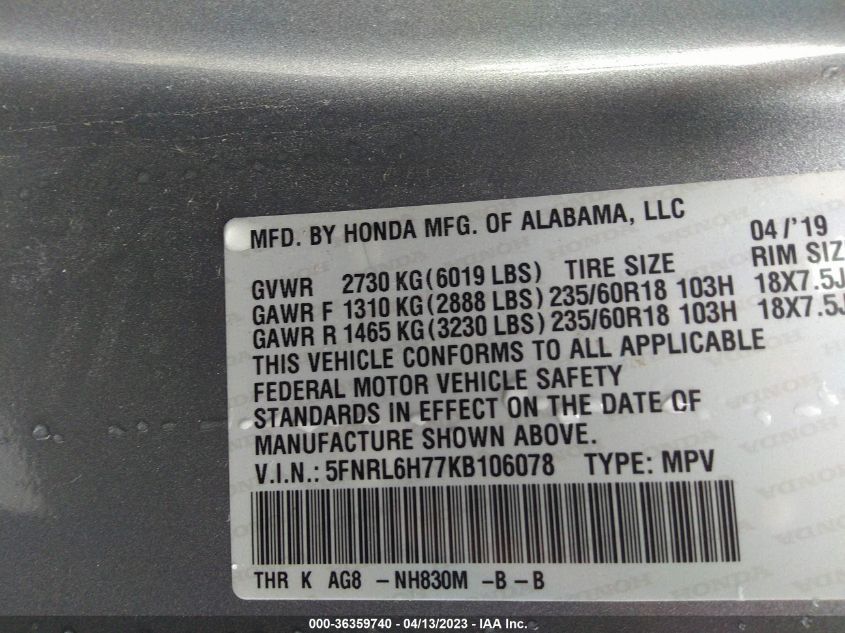 MFD. BY HONDA MFG. OF ALABAMA, LLC 04/'19
GVWR 2730 KG(6019 LBS) TIRE SIZE RIM SIZ
GAWR F 1310 KG(2888 LBS) 235/60R18 103H 18X7.5J
GAWR R 1465 KG(3230 LBS) 235/60R18 103H 18X7.5J
THIS VEHICLE CONFORMS TO ALL APPLICABLE
FEDERAL MOTOR VEHICLE SAFETY
STANDARDS IN EFFECT ON THE DATE OF
MANUFACTURE SHOWN ABOVE.
V.I.N.: 5FNRL6H77KB106078 TYPE: MPV
THR K AG8 -NH830M -B-B
000-36359740 - 04/13/2023 - IAA Inc.